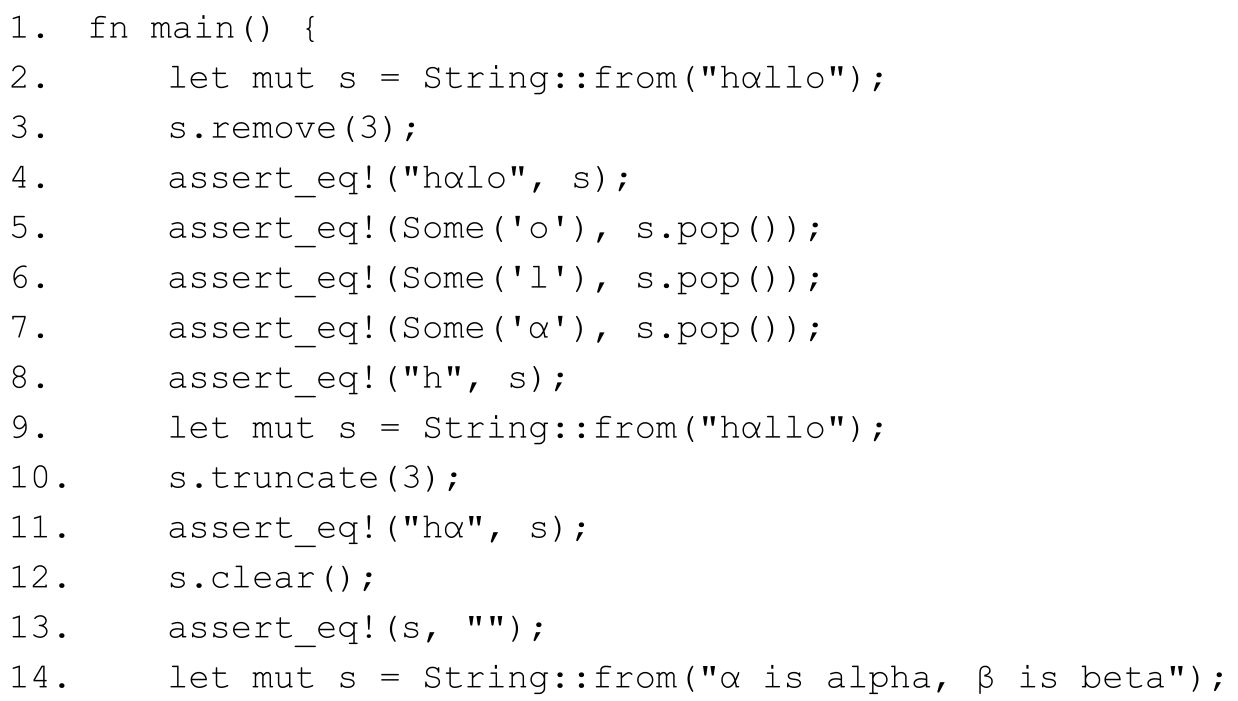 1. fn main() {
2.     let mut s = String::from("hαllo");
3.     s.remove(3);
4.     assert_eq!("hαlo", s);
5.     assert_eq!(Some('o'), s.pop());
6.     assert_eq!(Some('l'), s.pop());
7.     assert_eq!(Some('α'), s.pop());
8.     assert_eq!("h", s);
9.     let mut s = String::from("hαllo");
10.    s.truncate(3);
11.    assert_eq!("hα", s);
12.    s.clear();
13.    assert_eq!(s, "");
14.    let mut s = String::from("α is alpha, β is beta");